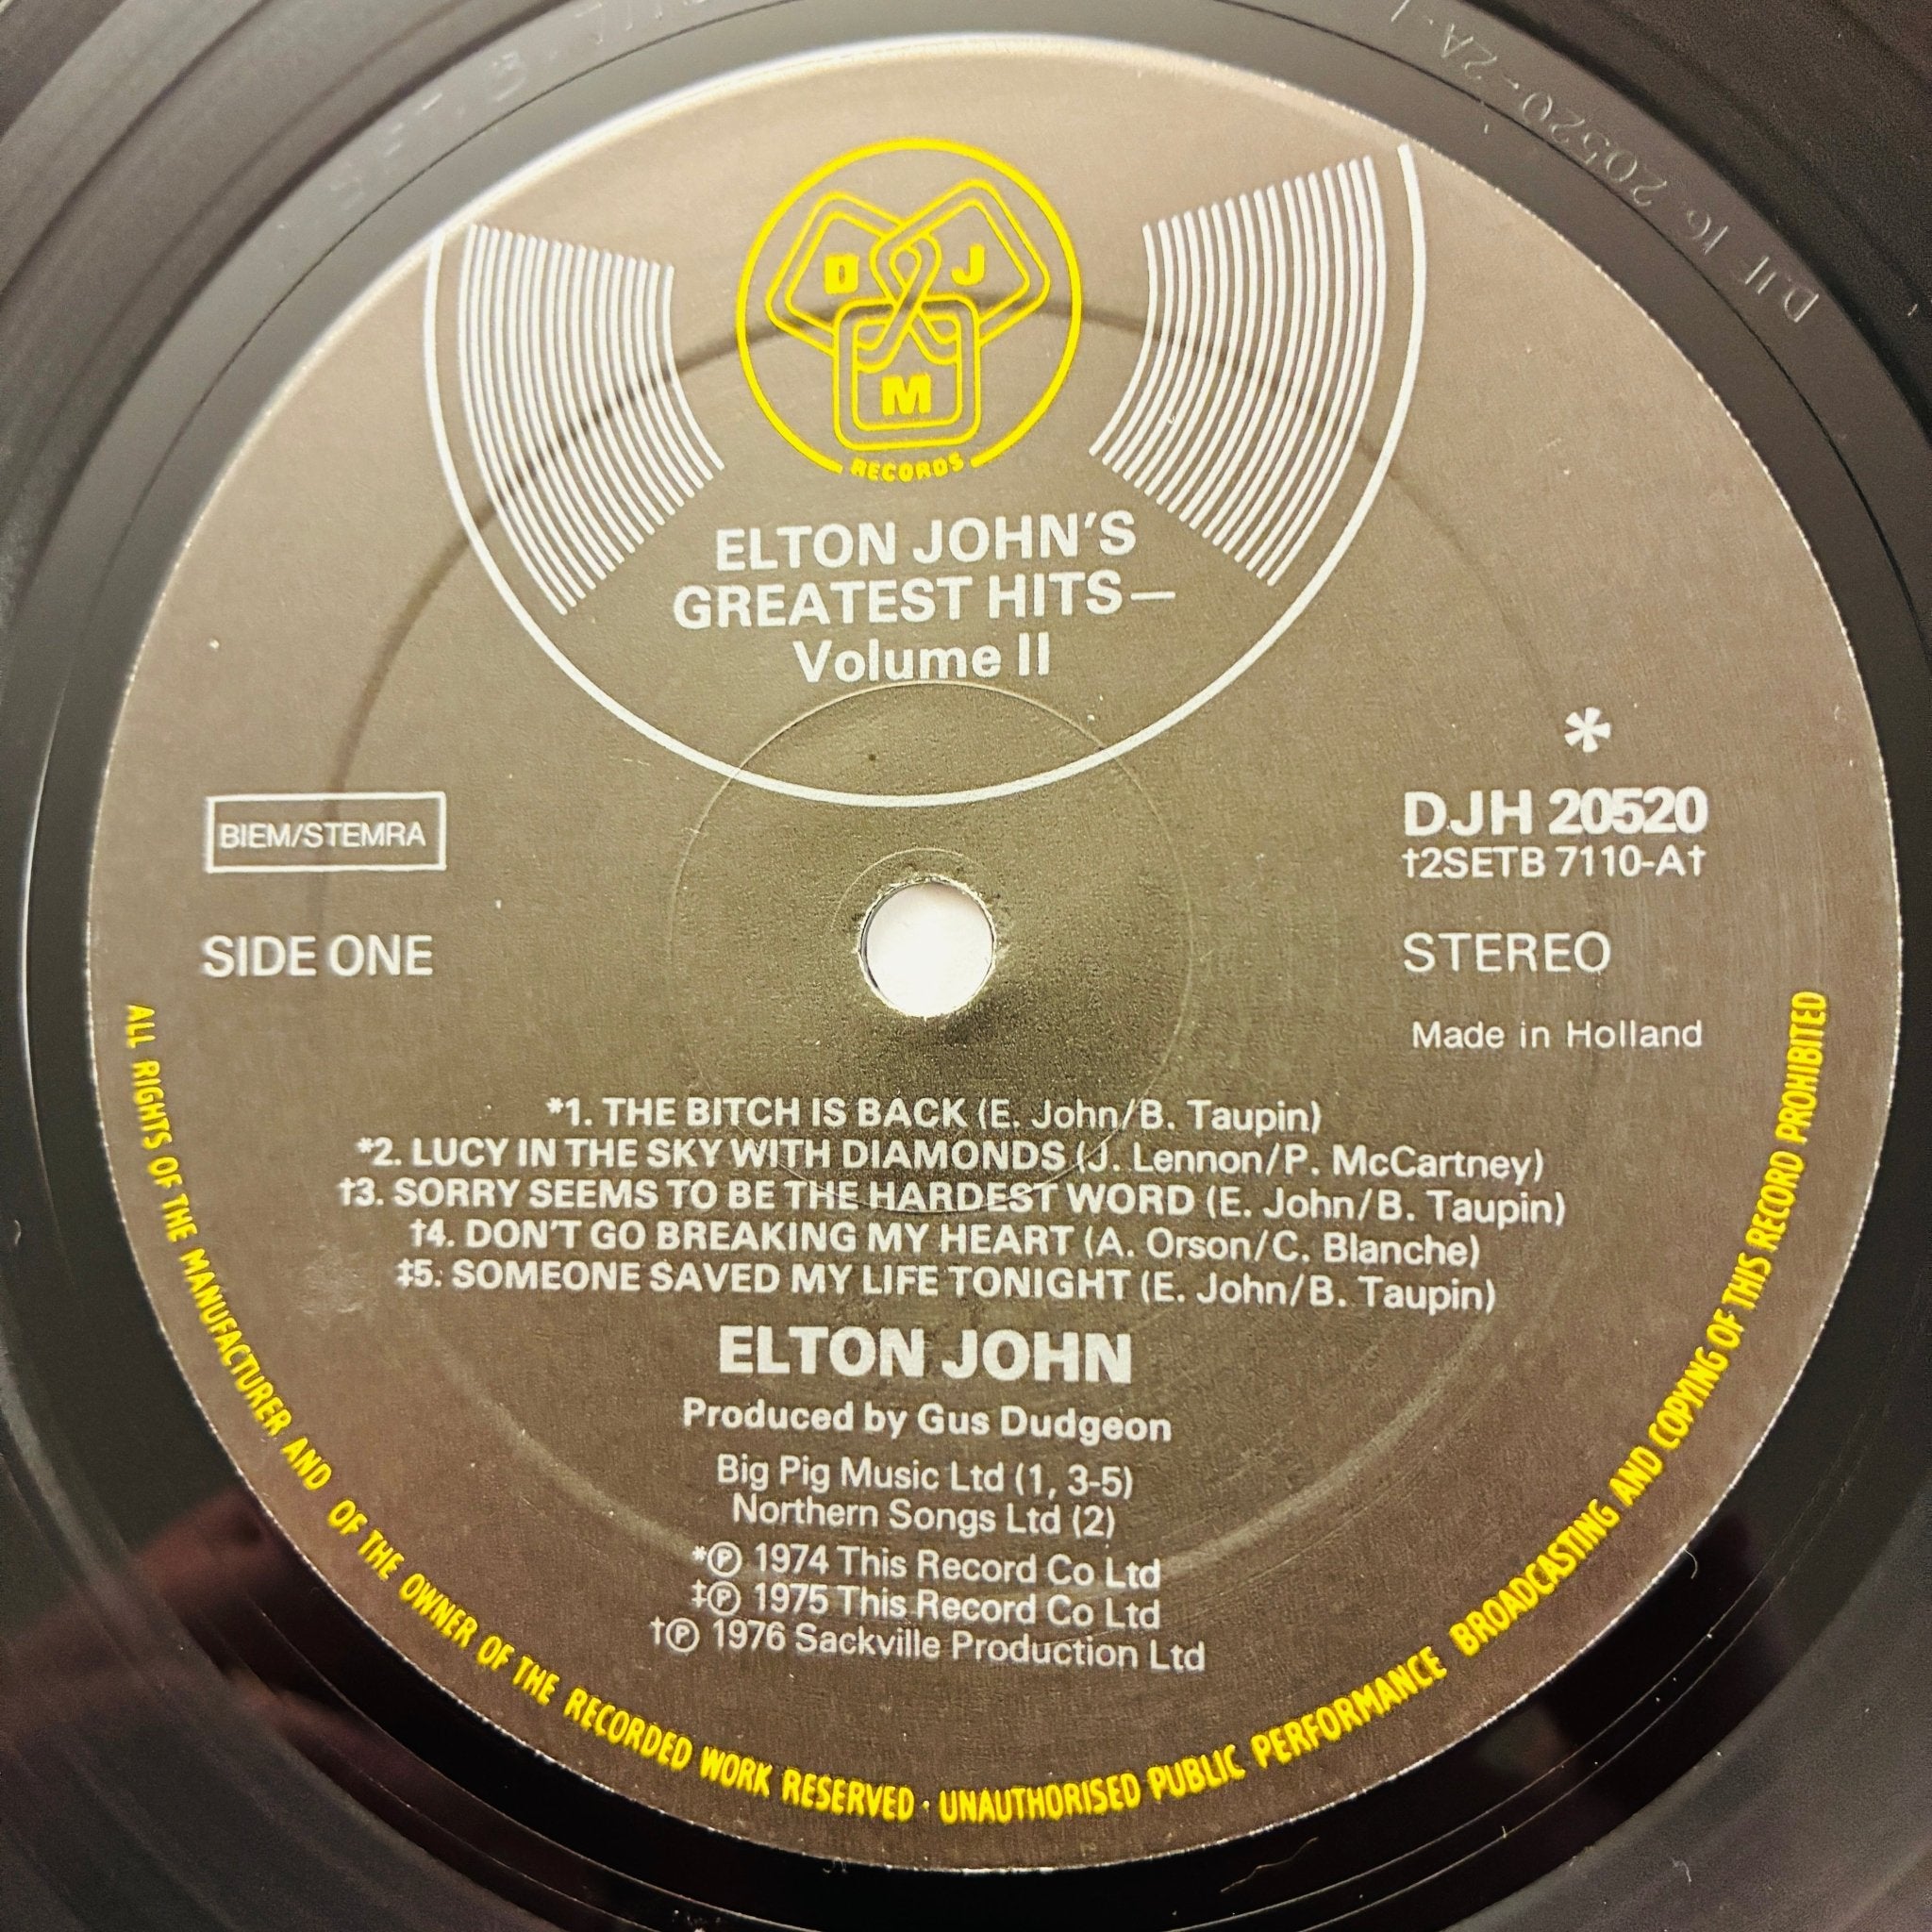 DJH 16 20520-2A-1
D J
M
RECORDS
ELTON JOHN'S
GREATEST HITS—
Volume II
*
BIEM/STEMRA
DJH 20520
†2SETB 7110-A†
SIDE ONE
STEREO
Made in Holland
*1. THE BITCH IS BACK (E. John/B. Taupin)
*2. LUCY IN THE SKY WITH DIAMONDS (J. Lennon/P. McCartney)
†3. SORRY SEEMS TO BE THE HARDEST WORD (E. John/B. Taupin)
†4. DON'T GO BREAKING MY HEART (A. Orson/C. Blanche)
‡5. SOMEONE SAVED MY LIFE TONIGHT (E. John/B. Taupin)
ELTON JOHN
Produced by Gus Dudgeon
Big Pig Music Ltd (1, 3-5)
Northern Songs Ltd (2)
*℗ 1974 This Record Co Ltd
‡℗ 1975 This Record Co Ltd
†℗ 1976 Sackville Production Ltd
ALL RIGHTS OF THE MANUFACTURER AND OF THE OWNER OF THE RECORDED WORK RESERVED · UNAUTHORISED PUBLIC PERFORMANCE BROADCASTING AND COPYING OF THIS RECORD PROHIBITED